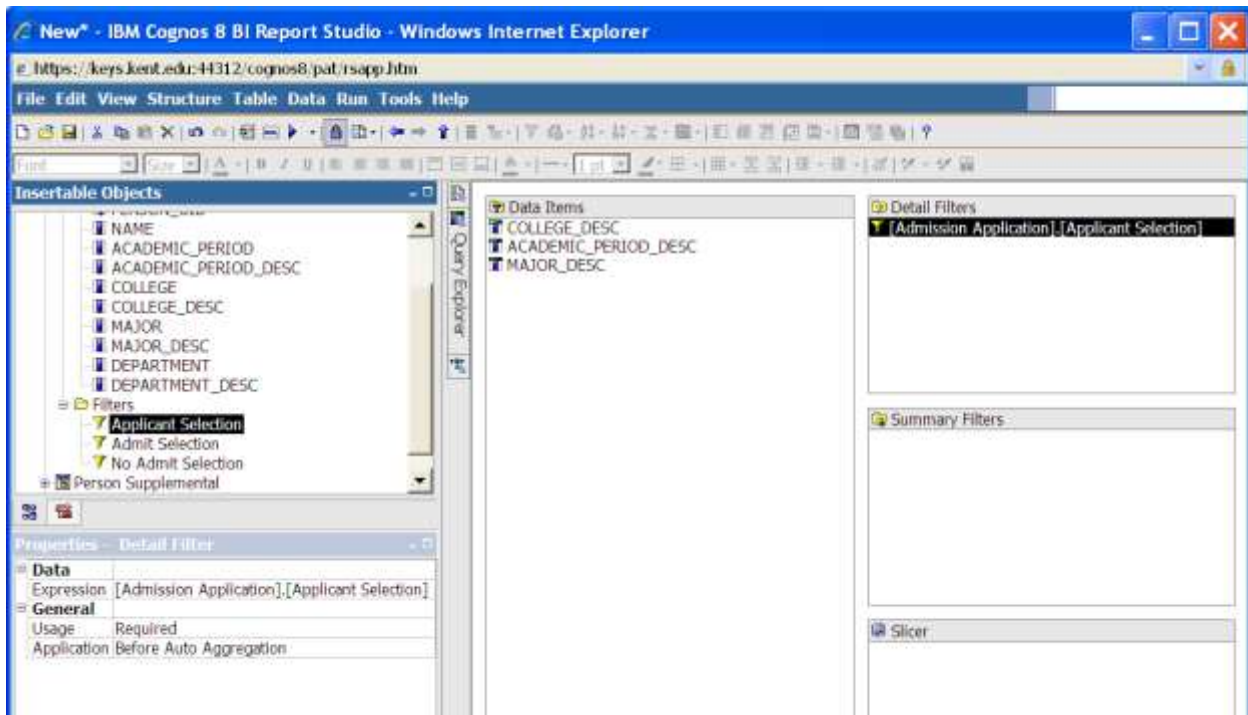 New* - IBM Cognos 8 BI Report Studio - Windows Internet Explorer
https://keys.kent.edu:44312/cognos8/pat/rsapp.htm
File Edit View Structure Table Data Run Tools Help
Font Size 1 pt
Insertable Objects
NAME
ACADEMIC_PERIOD
ACADEMIC_PERIOD_DESC
COLLEGE
COLLEGE_DESC
MAJOR
MAJOR_DESC
DEPARTMENT
DEPARTMENT_DESC
Filters
Applicant Selection
Admit Selection
No Admit Selection
Person Supplemental
Properties - Detail Filter
Data
Expression [Admission Application].[Applicant Selection]
General
Usage Required
Application Before Auto Aggregation
Query Explorer
Data Items
COLLEGE_DESC
ACADEMIC_PERIOD_DESC
MAJOR_DESC
Detail Filters
[Admission Application].[Applicant Selection]
Summary Filters
Slicer